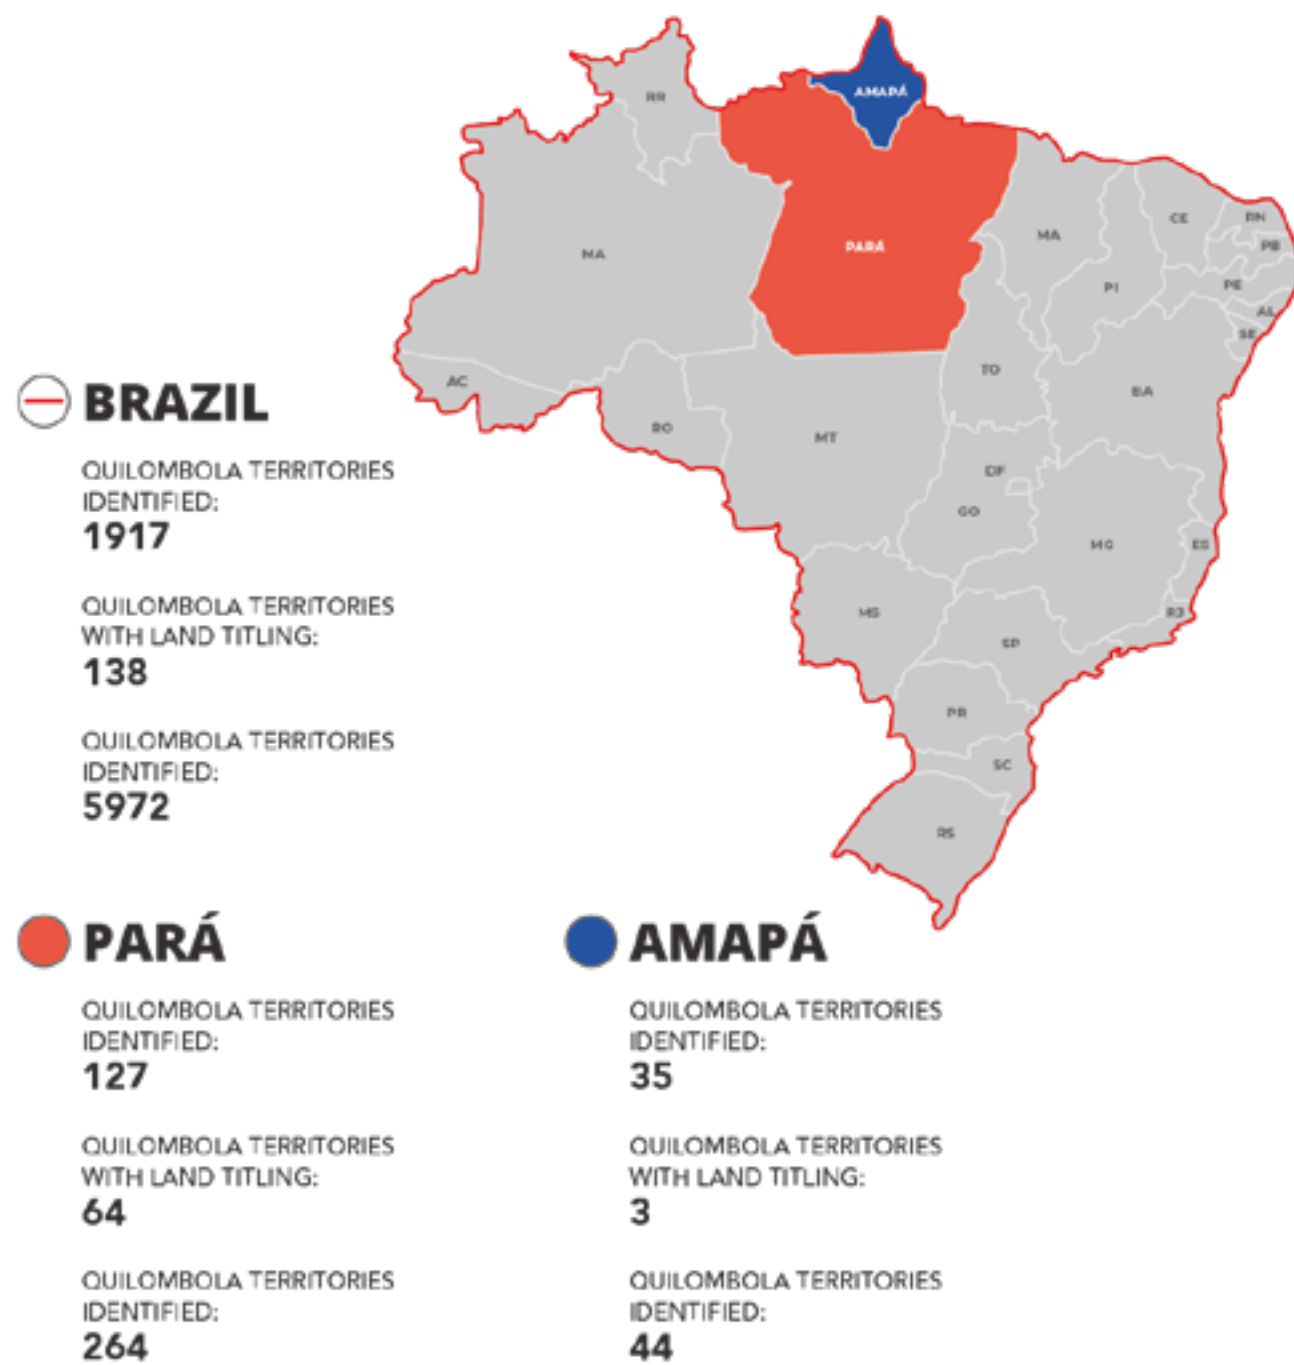 AMAPÁ
RR
PARÁ
MA
MA
CE
RN
PB
PI
PE
AL
SE
TO
BA
AC
RO
MT
DF
GO
MG
ES
MS
RJ
SP
PR
SC
RS
BRAZIL
QUILOMBOLA TERRITORIES
IDENTIFIED:
1917
QUILOMBOLA TERRITORIES
WITH LAND TITLING:
138
QUILOMBOLA TERRITORIES
IDENTIFIED:
5972
PARÁ
QUILOMBOLA TERRITORIES
IDENTIFIED:
127
QUILOMBOLA TERRITORIES
WITH LAND TITLING:
64
QUILOMBOLA TERRITORIES
IDENTIFIED:
264
AMAPÁ
QUILOMBOLA TERRITORIES
IDENTIFIED:
35
QUILOMBOLA TERRITORIES
WITH LAND TITLING:
3
QUILOMBOLA TERRITORIES
IDENTIFIED:
44